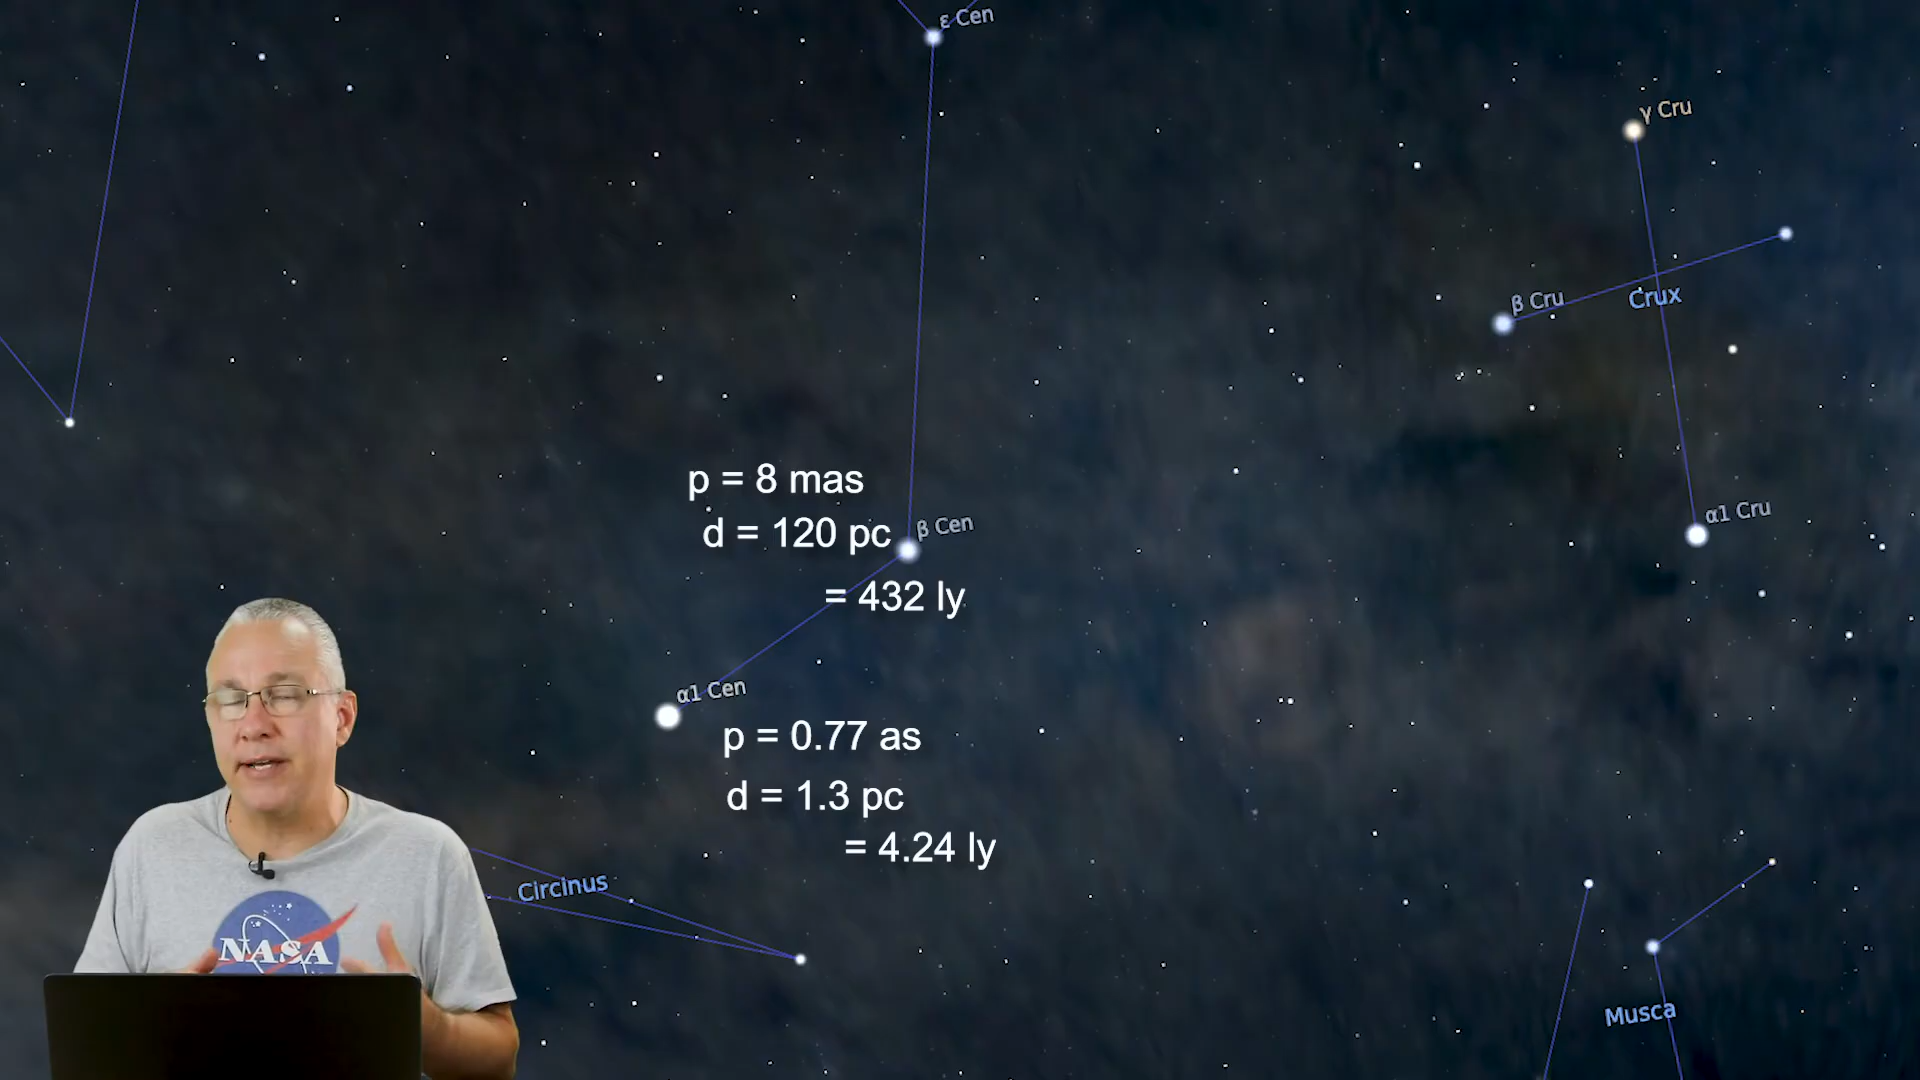 ε Cen
γ Cru
β Cru
Crux
p = 8 mas
α1 Cru
d = 120 pc
β Cen
= 432 ly
α1 Cen
p = 0.77 as
d = 1.3 pc
= 4.24 ly
Circinus
NASA
Musca